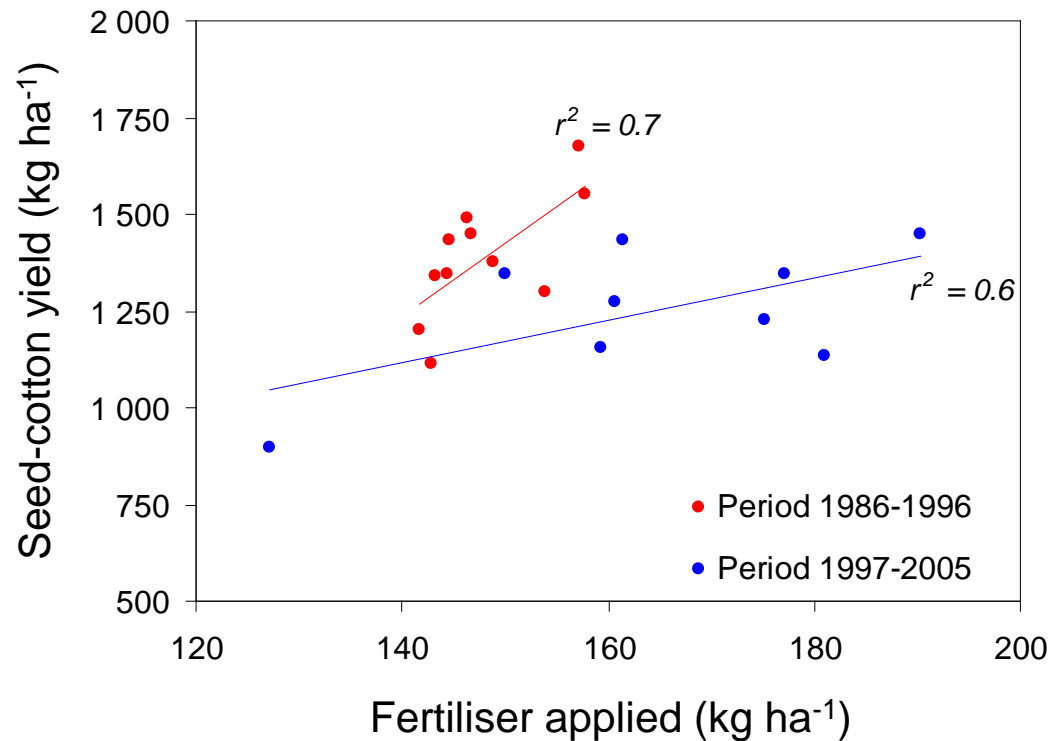 Seed-cotton yield (kg ha-1)
2 000
1 750
1 500
1 250
1 000
750
500
r2 = 0.7
r2 = 0.6
Period 1986-1996
Period 1997-2005
120 140 160 180 200
Fertiliser applied (kg ha-1)